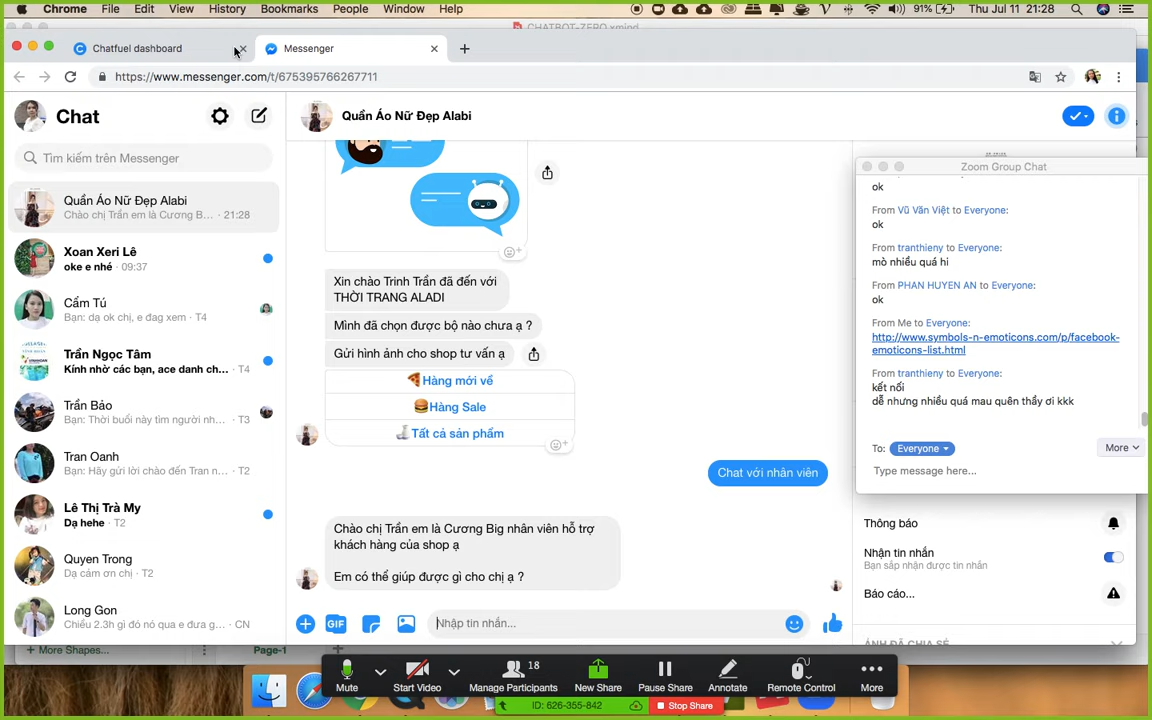 Chrome File Edit View History Bookmarks People Window Help
91% Thu Jul 11 21:28
CHATBOT-ZERO.xmind
Chatfuel dashboard
Messenger
https://www.messenger.com/t/675395766267711
Chat
Tìm kiếm trên Messenger
Quần Áo Nữ Đẹp Alabi
Chào chị Trần em là Cương B... · 21:28
Xoan Xeri Lê
oke e nhé · 09:37
Cẩm Tú
Bạn: dạ ok chị, e đag xem · T4
Trần Ngọc Tâm
Kính nhờ các bạn, ace danh ch... · T4
Trần Bảo
Bạn: Thời buổi này tìm người nh... · T3
Tran Oanh
Bạn: Hãy gửi lời chào đến Tran n... · T2
Lê Thị Trà My
Dạ hehe · T2
Quyen Trong
Dạ cám ơn chị · T2
Long Gon
Chiều 2.3h gì đó nó qua e đưa g... · CN
Quần Áo Nữ Đẹp Alabi
Xin chào Trinh Trần đã đến với
THỜI TRANG ALADI
Mình đã chọn được bộ nào chưa ạ ?
Gửi hình ảnh cho shop tư vấn ạ
🍕Hàng mới về
🍔Hàng Sale
Tất cả sản phẩm
Chat với nhân viên
Chào chị Trần em là Cương Big nhân viên hỗ trợ
khách hàng của shop ạ
Em có thể giúp được gì cho chị ạ ?
GIF
Nhập tin nhắn...
Zoom Group Chat
ok
From Vũ Văn Việt to Everyone:
ok
From tranthieny to Everyone:
mò nhiều quá hi
From PHAN HUYEN AN to Everyone:
ok
From Me to Everyone:
http://www.symbols-n-emoticons.com/p/facebook-
emoticons-list.html
From tranthieny to Everyone:
kết nối
dễ nhưng nhiều quá mau quên thầy ơi kkk
To: Everyone
More
Type message here...
Thông báo
Nhận tin nhắn
Bạn sắp nhận được tin nhắn
Báo cáo...
ẢNH ĐÃ CHIA SẺ
+ More Shapes...
Page-1
Mute
Start Video
18
Manage Participants
New Share
Pause Share
Annotate
Remote Control
More
ID: 626-355-842
Stop Share